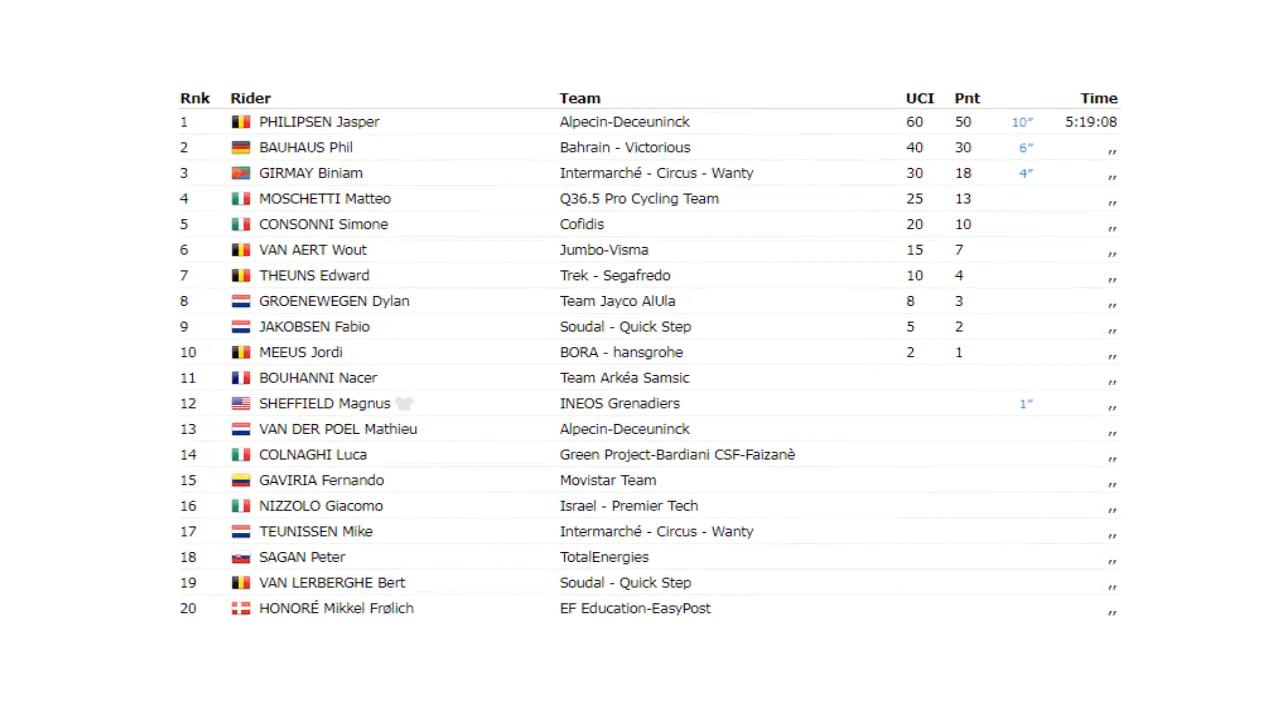 Rnk Rider Team UCI Pnt Time
1 PHILIPSEN Jasper Alpecin-Deceuninck 60 50 10″ 5:19:08
2 BAUHAUS Phil Bahrain - Victorious 40 30 6″ ,,
3 GIRMAY Biniam Intermarché - Circus - Wanty 30 18 4″ ,,
4 MOSCHETTI Matteo Q36.5 Pro Cycling Team 25 13 ,,
5 CONSONNI Simone Cofidis 20 10 ,,
6 VAN AERT Wout Jumbo-Visma 15 7 ,,
7 THEUNS Edward Trek - Segafredo 10 4 ,,
8 GROENEWEGEN Dylan Team Jayco AlUla 8 3 ,,
9 JAKOBSEN Fabio Soudal - Quick Step 5 2 ,,
10 MEEUS Jordi BORA - hansgrohe 2 1 ,,
11 BOUHANNI Nacer Team Arkéa Samsic ,,
12 SHEFFIELD Magnus INEOS Grenadiers 1″ ,,
13 VAN DER POEL Mathieu Alpecin-Deceuninck ,,
14 COLNAGHI Luca Green Project-Bardiani CSF-Faizanè ,,
15 GAVIRIA Fernando Movistar Team ,,
16 NIZZOLO Giacomo Israel - Premier Tech ,,
17 TEUNISSEN Mike Intermarché - Circus - Wanty ,,
18 SAGAN Peter TotalEnergies ,,
19 VAN LERBERGHE Bert Soudal - Quick Step ,,
20 HONORÉ Mikkel Frølich EF Education-EasyPost ,,